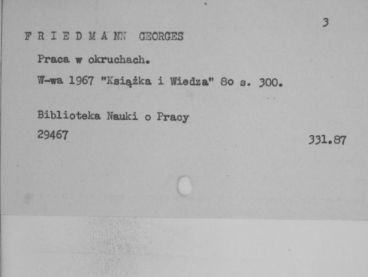 3
F R I E D M A N N GEORGES
Praca w okruchach.
W-wa 1967 "Książka i Wiedza" 8o s. 300.
Biblioteka Nauki o Pracy
29467
331.87